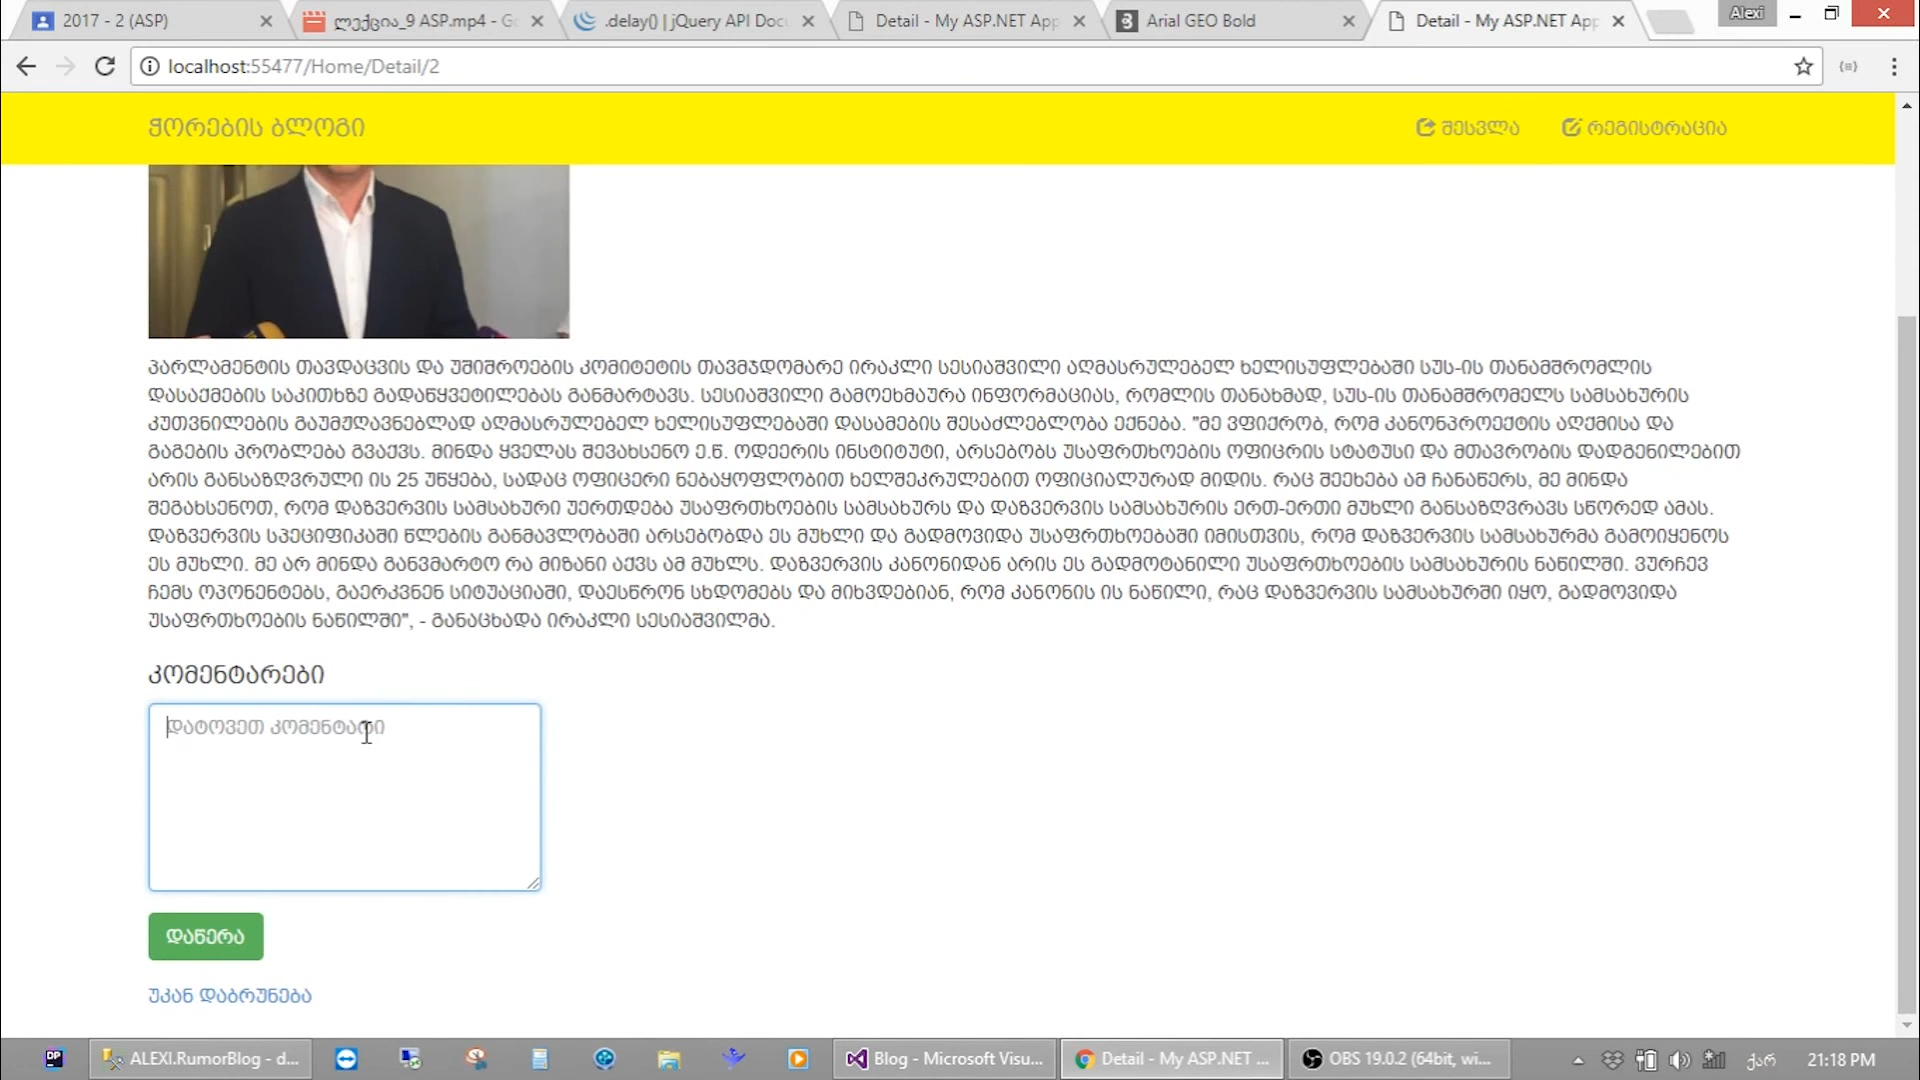 2017 - 2 (ASP)
ლექცია_9 ASP.mp4 - Go
.delay() | jQuery API Docu
Detail - My ASP.NET App
Arial GEO Bold
Detail - My ASP.NET App
Alexi
localhost:55477/Home/Detail/2
ჭორების ბლოგი
შესვლა
რეგისტრაცია
პარლამენტის თავდაცვის და უშიშროების კომიტეტის თავმჯდომარე ირაკლი სესიაშვილი აღმასრულებელ ხელისუფლებაში სუს-ის თანამშრომლის
დასაქმების საკითხზე გადაწყვეტილებას განმარტავს. სესიაშვილი გამოეხმაურა ინფორმაციას, რომლის თანახმად, სუს-ის თანამშრომელს სამსახურის
კუთვნილების გაუმჟღავნებლად აღმასრულებელ ხელისუფლებაში დასამების შესაძლებლობა ექნება. "მე ვფიქრობ, რომ კანონპროექტის აღქმისა და
გაგების პრობლება გვაქვს. მინდა ყველას შევახსენო ე.წ. ოდეერის ინსტიტუტი, არსებობს უსაფრთხოების ოფიცრის სტატუსი და მთავრობის დადგენილებით
არის განსაზღვრული ის 25 უწყება, სადაც ოფიცერი ნებაყოფლობით ხელშეკრულებით ოფიციალურად მიდის. რაც შეეხება ამ ჩანაწერს, მე მინდა
შეგახსენოთ, რომ დაზვერვის სამსახური უერთდება უსაფრთხოების სამსახურს და დაზვერვის სამსახურის ერთ-ერთი მუხლი განსაზღვრავს სწორედ ამას.
დაზვერვის სპეციფიკაში წლების განმავლობაში არსებობდა ეს მუხლი და გადმოვიდა უსაფრთხოებაში იმისთვის, რომ დაზვერვის სამსახურმა გამოიყენოს
ეს მუხლი. მე არ მინდა განვმარტო რა მიზანი აქვს ამ მუხლს. დაზვერვის კანონიდან არის ეს გადმოტანილი უსაფრთხოების სამსახურის ნაწილში. ვურჩევ
ჩემს ოპონენტებს, გაერკვნენ სიტუაციაში, დაესწრონ სხდომებს და მიხვდებიან, რომ კანონის ის ნაწილი, რაც დაზვერვის სამსახურში იყო, გადმოვიდა
უსაფრთხოების ნაწილში", - განაცხადა ირაკლი სესიაშვილმა.
კომენტარები
დატოვეთ კომენტარი
დაწერა
უკან დაბრუნება
ALEXI.RumorBlog - d...
Blog - Microsoft Visu...
Detail - My ASP.NET ...
OBS 19.0.2 (64bit, wi...
ქარ
21:18 PM